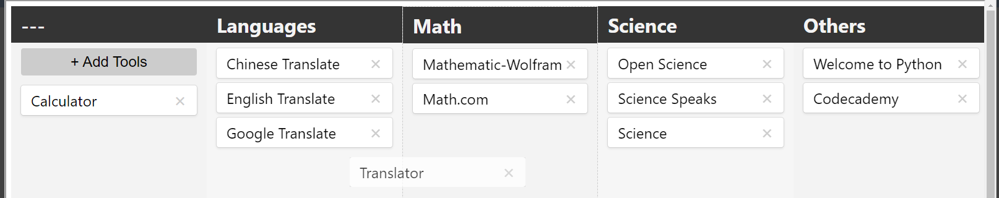 ---
+ Add Tools
Calculator ×
Languages
Chinese Translate ×
English Translate ×
Google Translate ×
Math
Mathematic-Wolfram ×
Math.com ×
Translator ×
Science
Open Science ×
Science Speaks ×
Science ×
Others
Welcome to Python ×
Codecademy ×